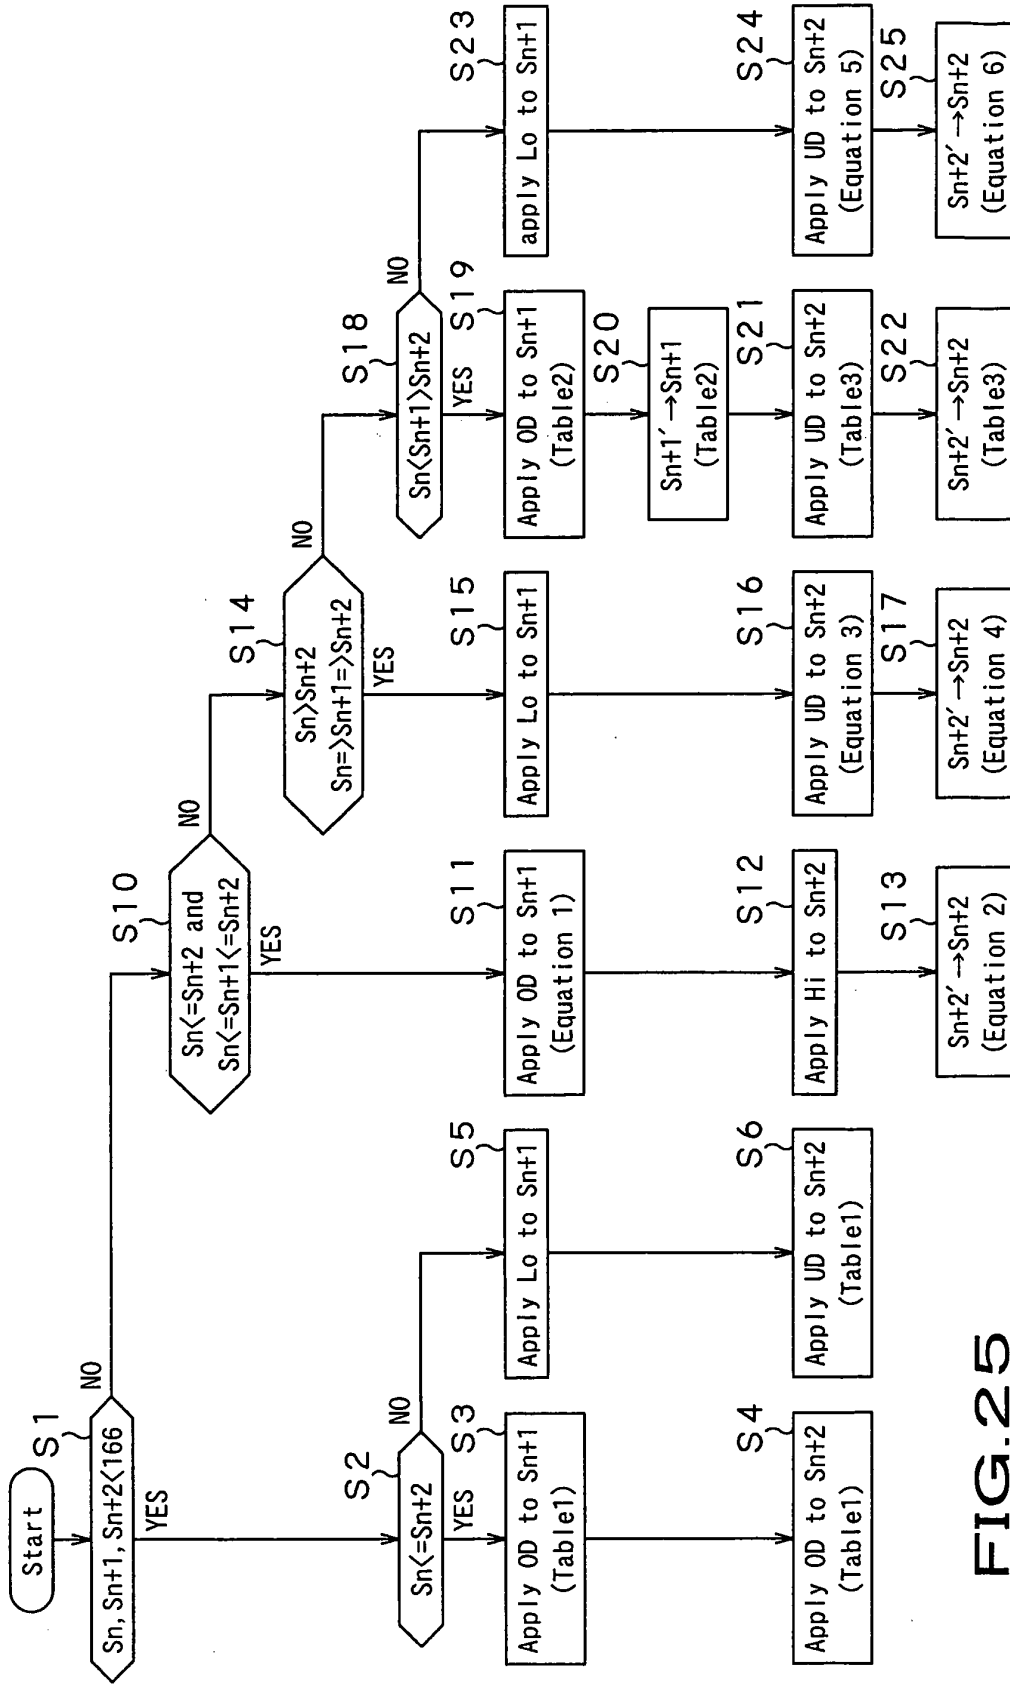 Start
S1
Sn,Sn+1,Sn+2<166
NO
YES
S2
Sn<=Sn+2
NO
YES
S3
Apply OD to Sn+1
(Table1)
S4
Apply OD to Sn+2
(Table1)
S5
Apply Lo to Sn+1
S6
Apply UD to Sn+2
(Table1)
S10
Sn<=Sn+2 and
Sn<=Sn+1<=Sn+2
NO
YES
S11
Apply OD to Sn+1
(Equation 1)
S12
Apply Hi to Sn+2
S13
Sn+2′→Sn+2
(Equation 2)
S14
Sn>Sn+2
Sn=>Sn+1=>Sn+2
NO
YES
S15
Apply Lo to Sn+1
S16
Apply UD to Sn+2
(Equation 3)
S17
Sn+2′→Sn+2
(Equation 4)
S18
Sn<Sn+1>Sn+2
NO
YES
S19
Apply OD to Sn+1
(Table2)
S20
Sn+1′→Sn+1
(Table2)
S21
Apply UD to Sn+2
(Table3)
S22
Sn+2′→Sn+2
(Table3)
S23
apply Lo to Sn+1
S24
Apply UD to Sn+2
(Equation 5)
S25
Sn+2′→Sn+2
(Equation 6)
FIG.25